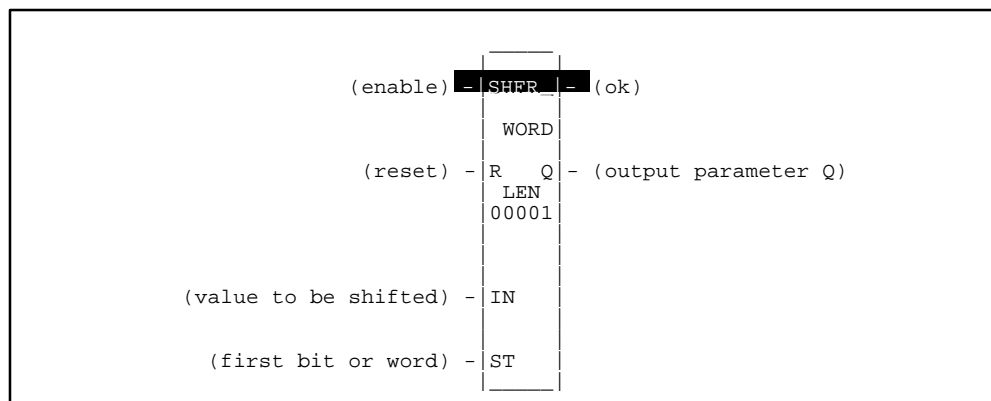 (enable) -|SHFR_|- (ok)
WORD
(reset) -|R Q|- (output parameter Q)
LEN
00001
(value to be shifted) -|IN
(first bit or word) -|ST